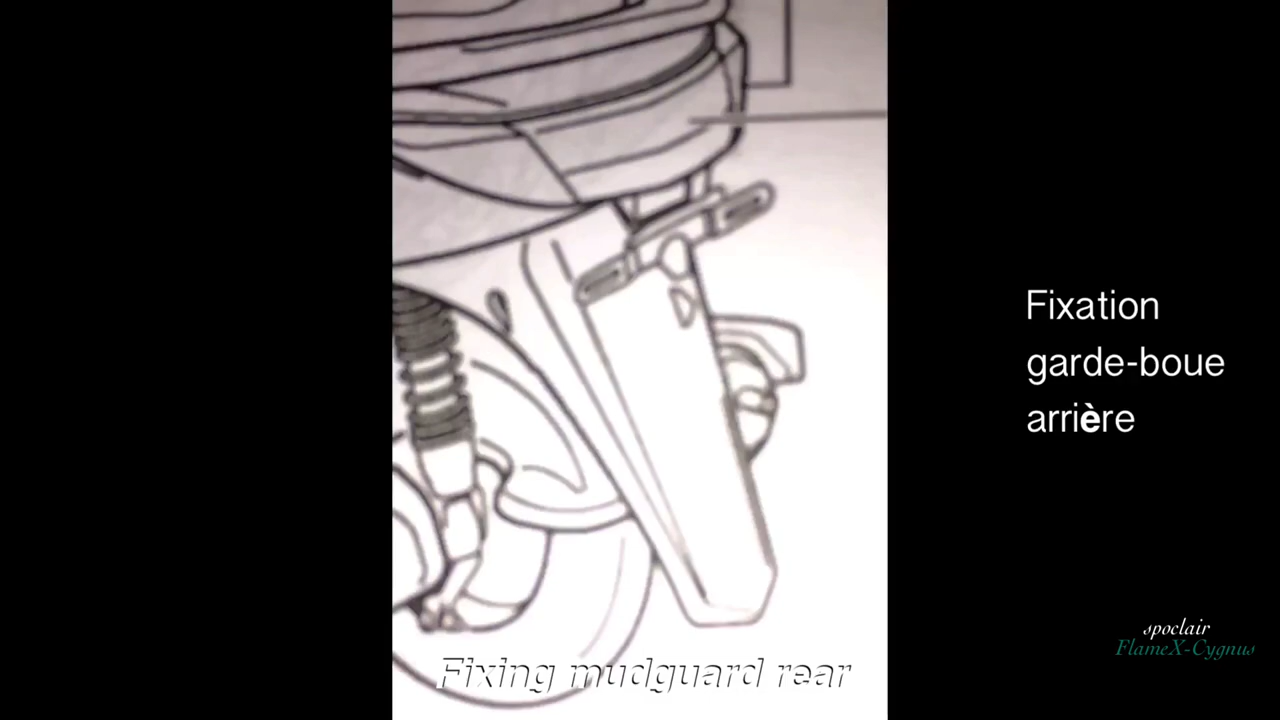 Fixation
garde-boue
arrière
spoclair
FlameX-Cygnus
Fixing mudguard rear